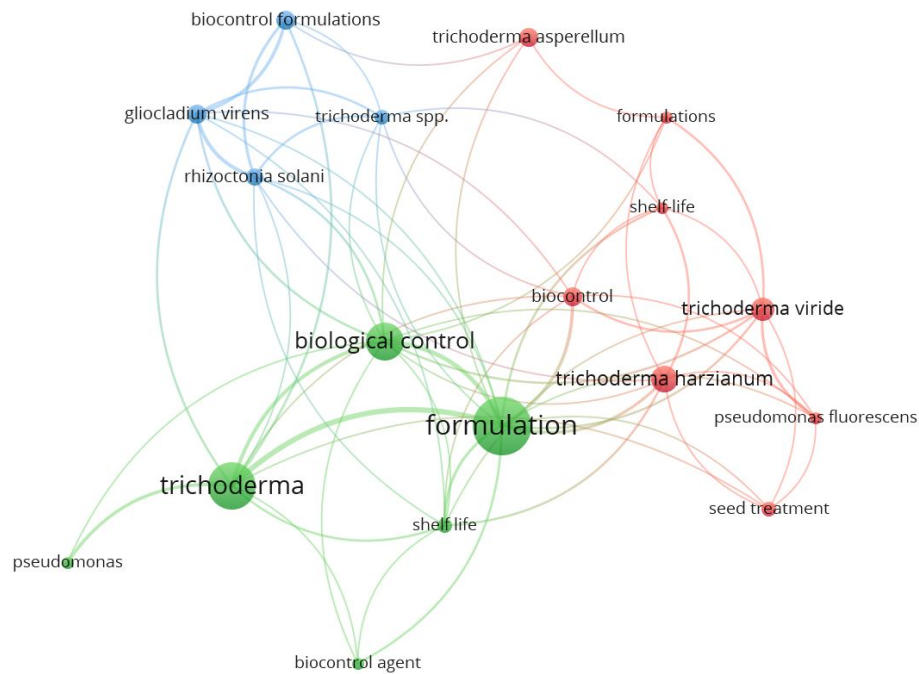 biocontrol formulations
trichoderma asperellum
gliocladium virens
trichoderma spp.
formulations
rhizoctonia solani
shelf-life
biocontrol
trichoderma viride
biological control
trichoderma harzianum
formulation
pseudomonas fluorescens
trichoderma
seed treatment
shelf life
pseudomonas
biocontrol agent